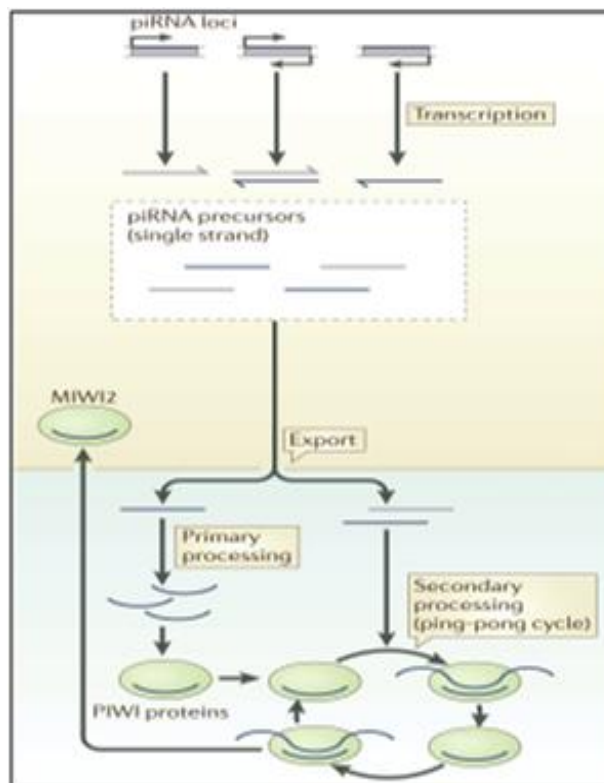 piRNA loci
Transcription
piRNA precursors
(single strand)
MIWI2
Export
Primary
processing
Secondary
processing
(ping-pong cycle)
PIWI proteins